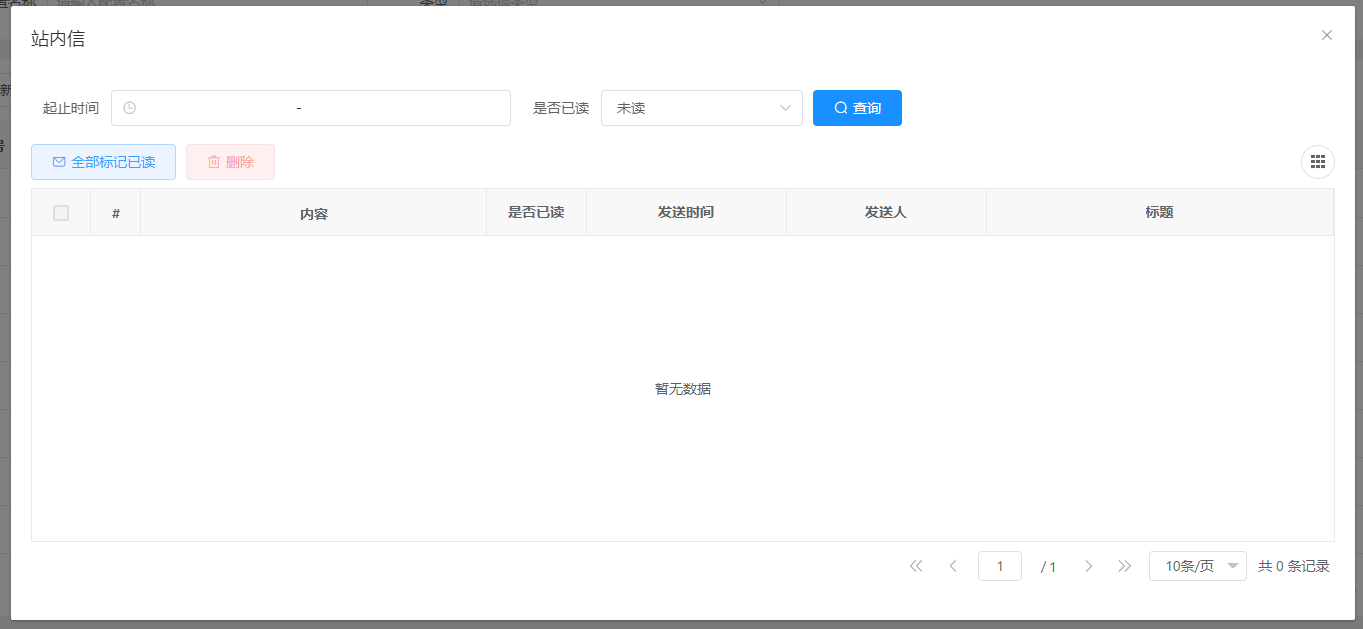 站内信
起止时间 - 是否已读 未读 查询
全部标记已读 删除
# 内容 是否已读 发送时间 发送人 标题
暂无数据
1 / 1 10条/页 共 0 条记录